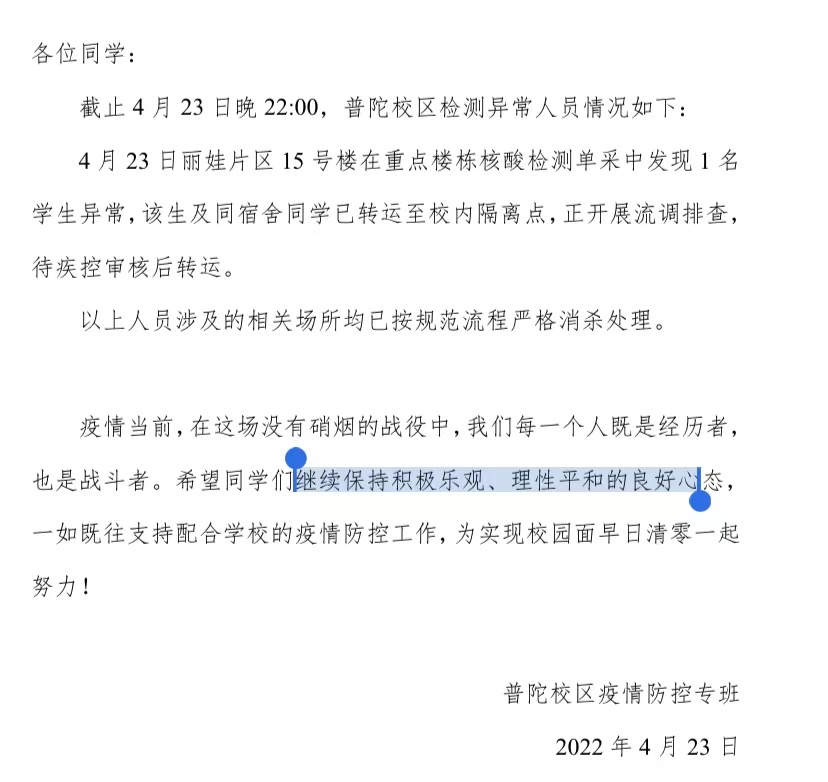 各位同学：
截止 4 月 23 日晚 22:00，普陀校区检测异常人员情况如下：
4 月 23 日丽娃片区 15 号楼在重点楼栋核酸检测单采中发现 1 名
学生异常，该生及同宿舍同学已转运至校内隔离点，正开展流调排查，
待疾控审核后转运。
以上人员涉及的相关场所均已按规范流程严格消杀处理。
疫情当前，在这场没有硝烟的战役中，我们每一个人既是经历者，
也是战斗者。希望同学们继续保持积极乐观、理性平和的良好心态，
一如既往支持配合学校的疫情防控工作，为实现校园面早日清零一起
努力！
普陀校区疫情防控专班
2022 年 4 月 23 日